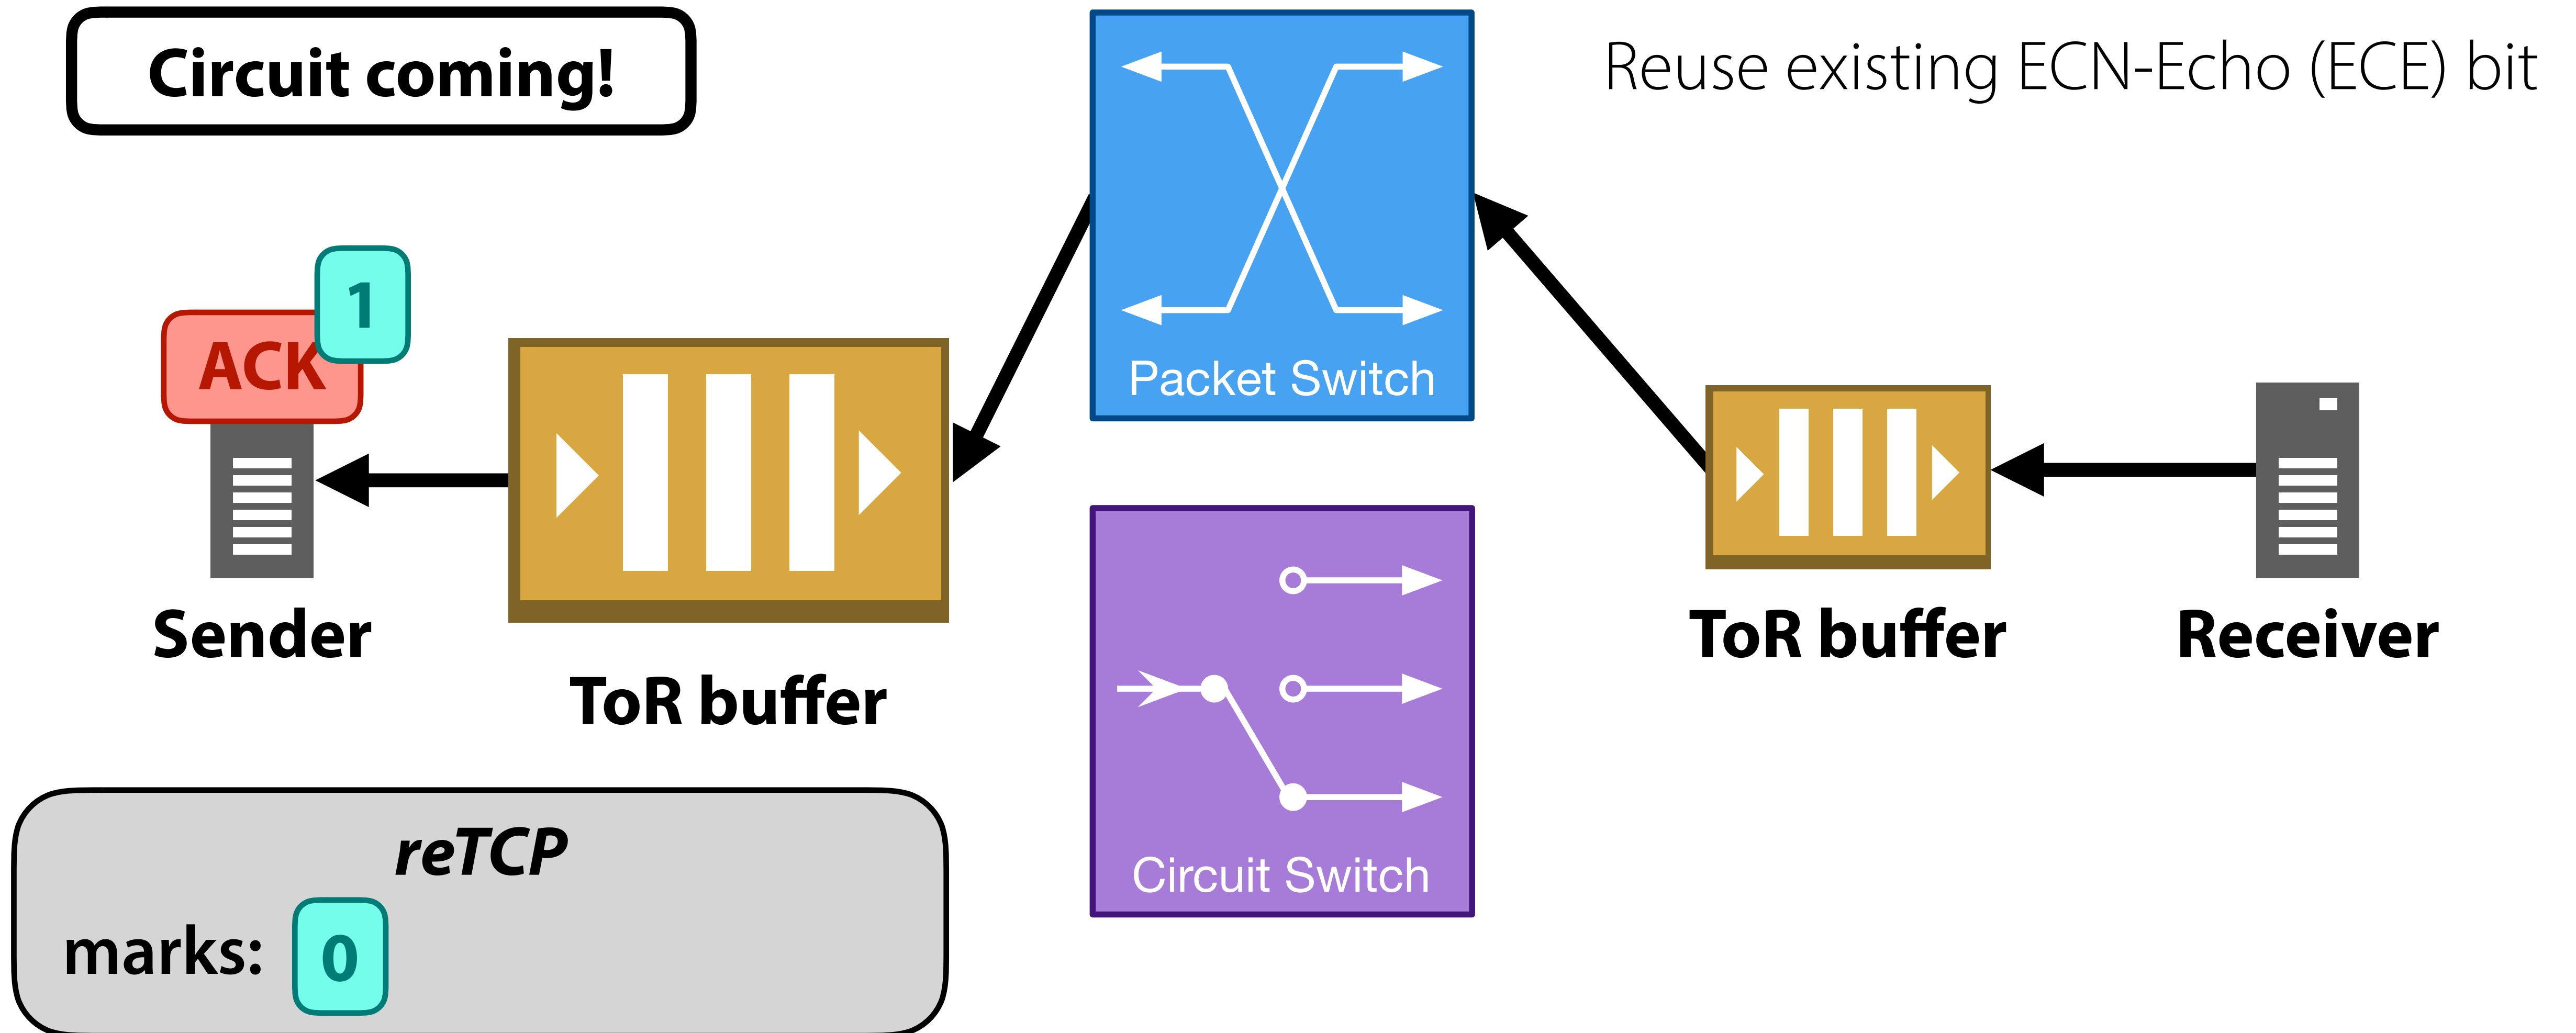 Circuit coming!
Reuse existing ECN-Echo (ECE) bit
1
ACK
Packet Switch
Sender
ToR buffer
ToR buffer
Receiver
Circuit Switch
reTCP
marks: 0